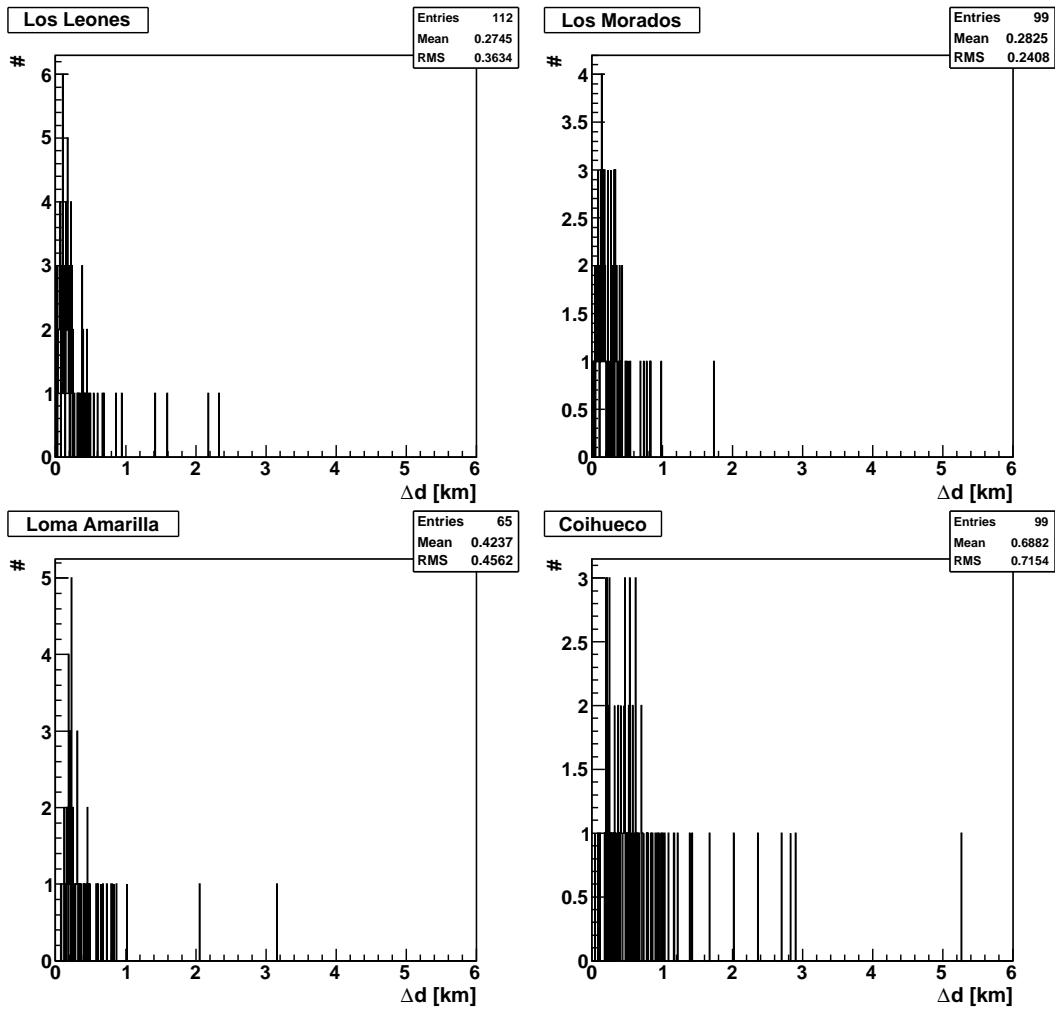 Los Leones
Entries 112
Mean 0.2745
RMS 0.3634
#
6
5
4
3
2
1
0
0 1 2 3 4 5 6
Δd [km]
Los Morados
Entries 99
Mean 0.2825
RMS 0.2408
#
4
3.5
3
2.5
2
1.5
1
0.5
0
0 1 2 3 4 5 6
Δd [km]
Loma Amarilla
Entries 65
Mean 0.4237
RMS 0.4562
#
5
4
3
2
1
0
0 1 2 3 4 5 6
Δd [km]
Coihueco
Entries 99
Mean 0.6882
RMS 0.7154
#
3
2.5
2
1.5
1
0.5
0
0 1 2 3 4 5 6
Δd [km]